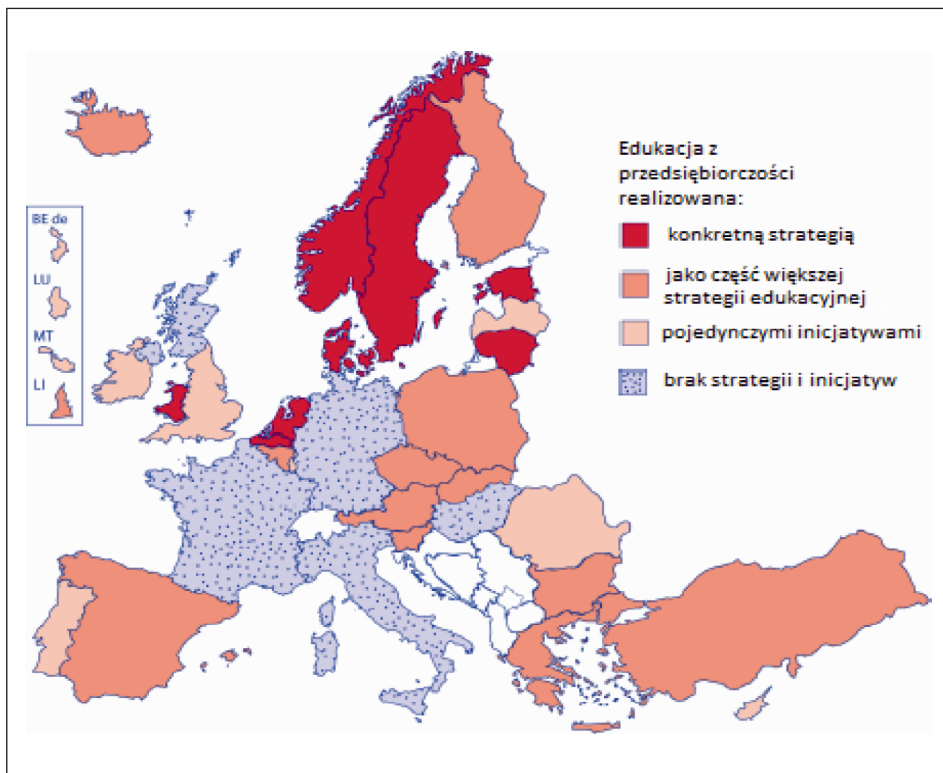 Edukacja z
przedsiębiorczości
realizowana:
konkretną strategią
jako część większej
strategii edukacyjnej
pojedynczymi inicjatywami
brak strategii i inicjatyw
BE de
LU
MT
LI